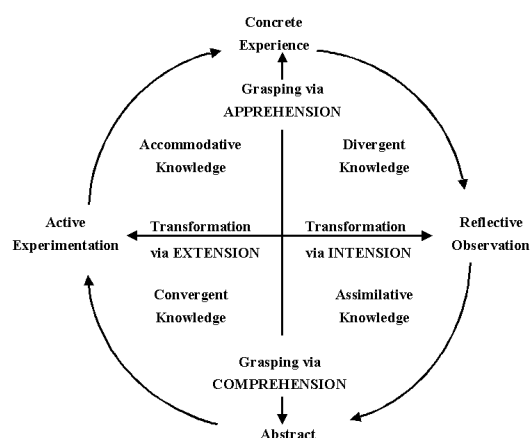 Concrete
Experience
Grasping via
APPREHENSION
Accommodative
Knowledge
Divergent
Knowledge
Active
Experimentation
Transformation
via EXTENSION
Transformation
via INTENSION
Reflective
Observation
Convergent
Knowledge
Assimilative
Knowledge
Grasping via
COMPREHENSION
Abstract